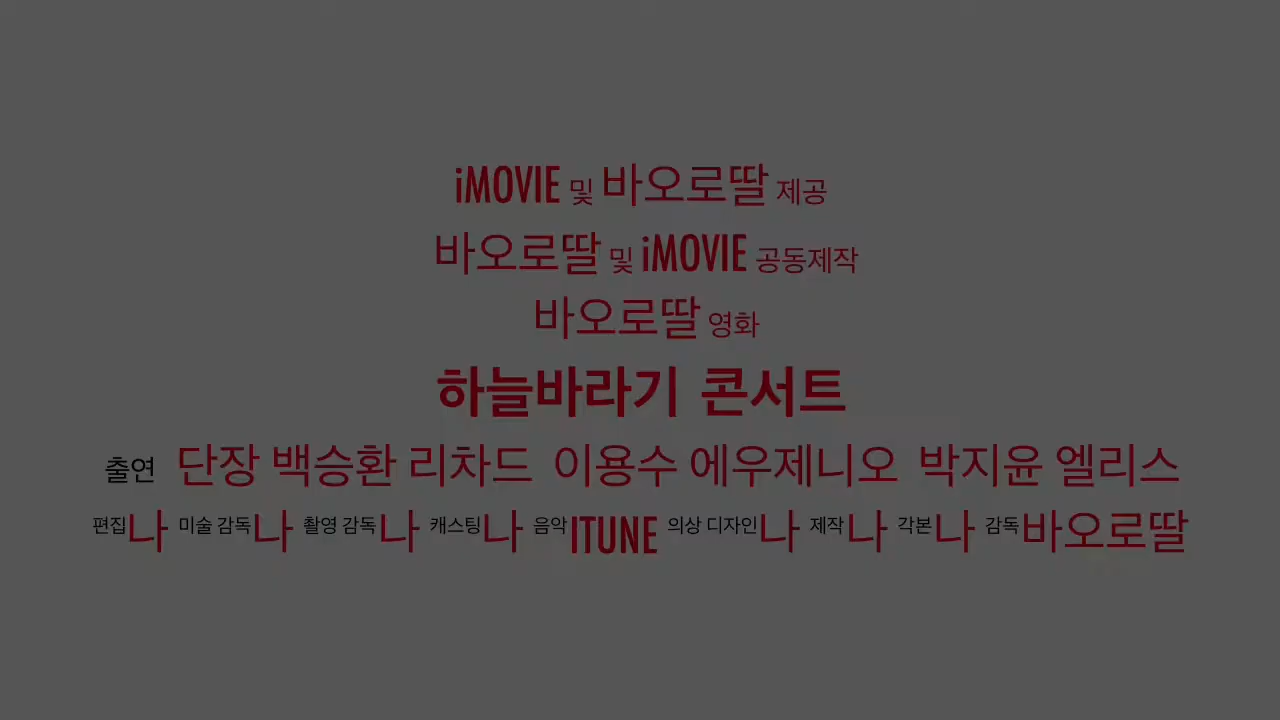 iMOVIE 및 바오로딸 제공
바오로딸 및 iMOVIE 공동제작
바오로딸 영화
하늘바라기 콘서트
출연 단장 백승환 리차드 이용수 에우제니오 박지윤 엘리스
편집 나 미술 감독 나 촬영 감독 나 캐스팅 나 음악 ITUNE 의상 디자인 나 제작 나 각본 나 감독 바오로딸